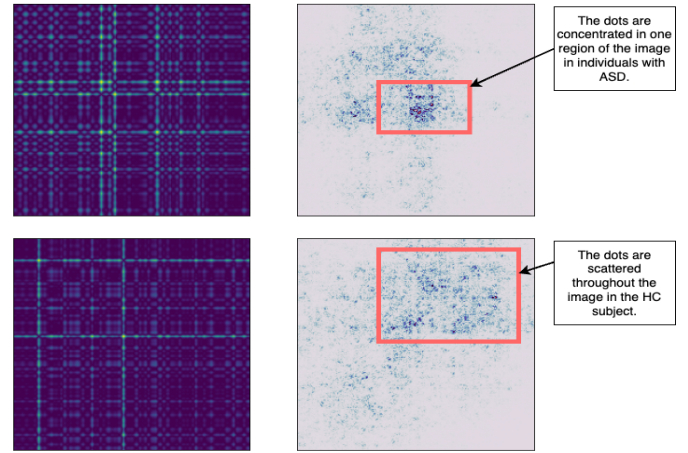 The dots are
concentrated in one
region of the image
in individuals with
ASD.
The dots are
scattered
throughout the
image in the HC
subject.